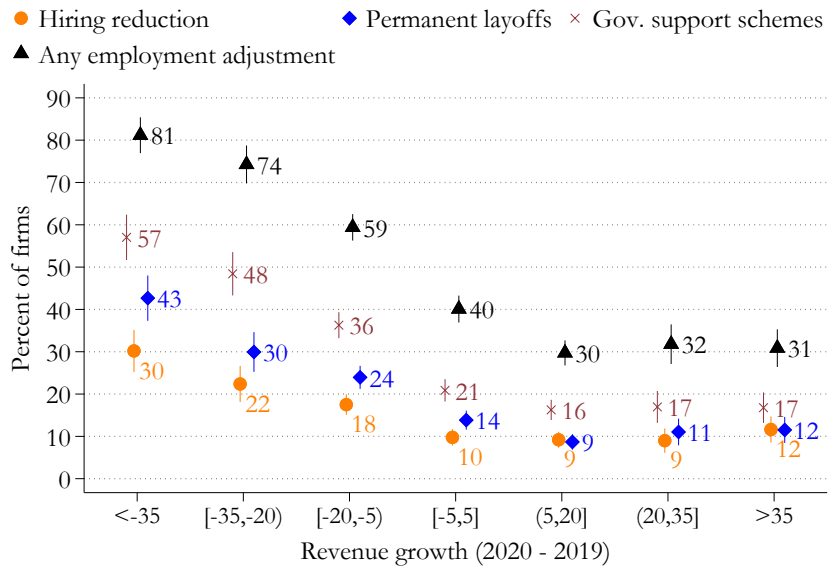 Hiring reduction Permanent layoffs Gov. support schemes
Any employment adjustment
Percent of firms
90
80
70
60
50
40
30
20
10
0
81 74 59 40 30 32 31
57 48 36 21 16 17 17
43 30 24 14 9 11 12
30 22 18 10 9 9 12
<-35 [-35,-20) [-20,-5) [-5,5] (5,20] (20,35] >35
Revenue growth (2020 - 2019)